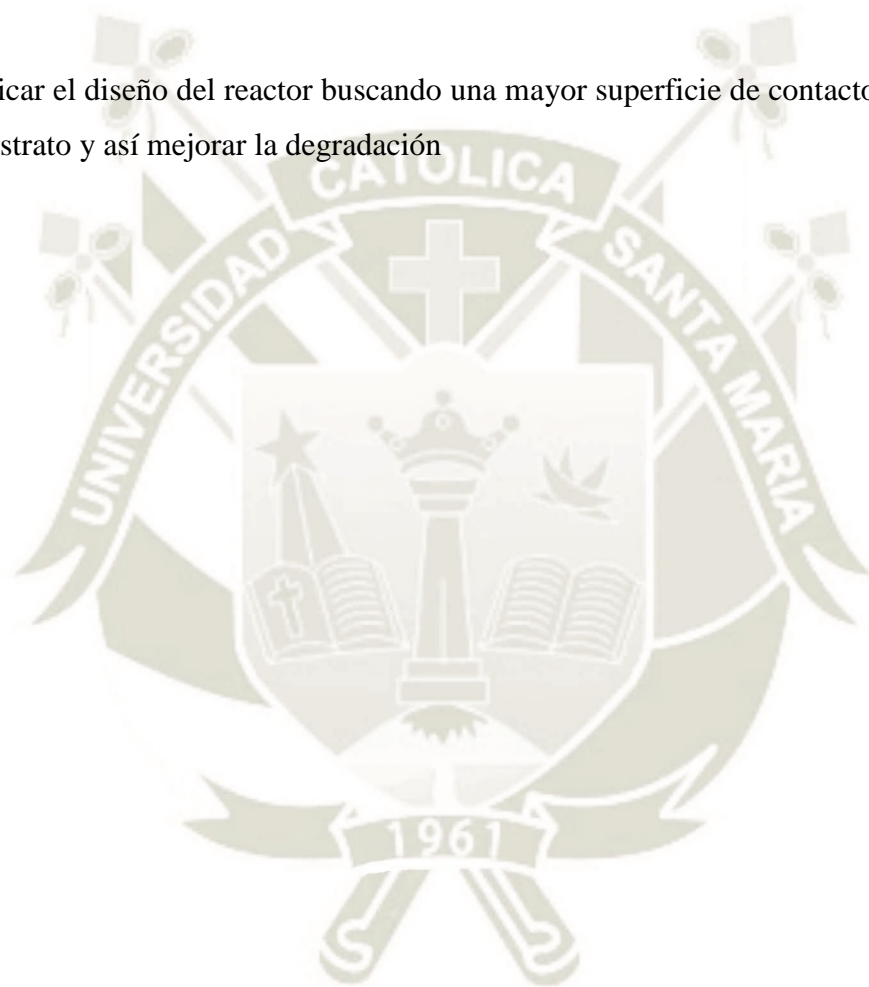 icar el diseño del reactor buscando una mayor superficie de contacto
strato y así mejorar la degradación
CATOLICA
UNIVERSIDAD
SANTA MARIA
1961